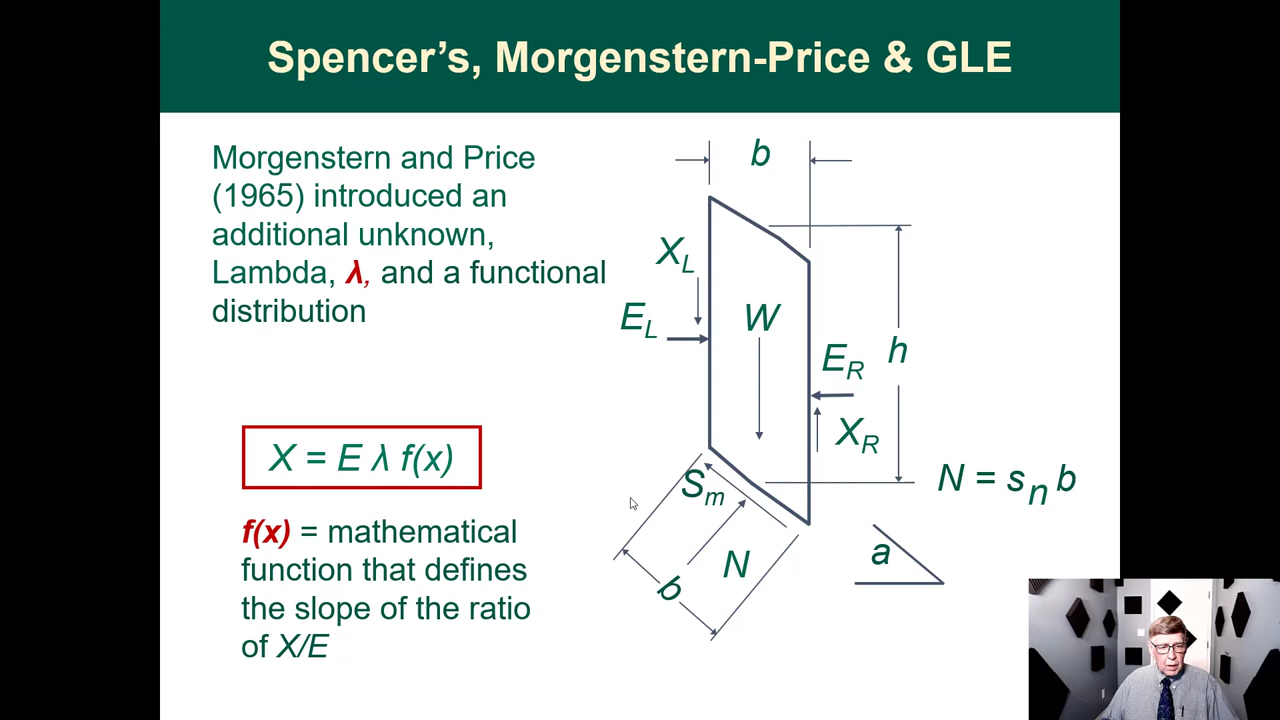 Spencer’s, Morgenstern-Price & GLE
Morgenstern and Price
(1965) introduced an
additional unknown,
Lambda, λ, and a functional
distribution
X = E λ f(x)
f(x) = mathematical
function that defines
the slope of the ratio
of X/E
b
X_L
E_L
W
E_R
h
X_R
S_m
N
b
N = s_n b
a